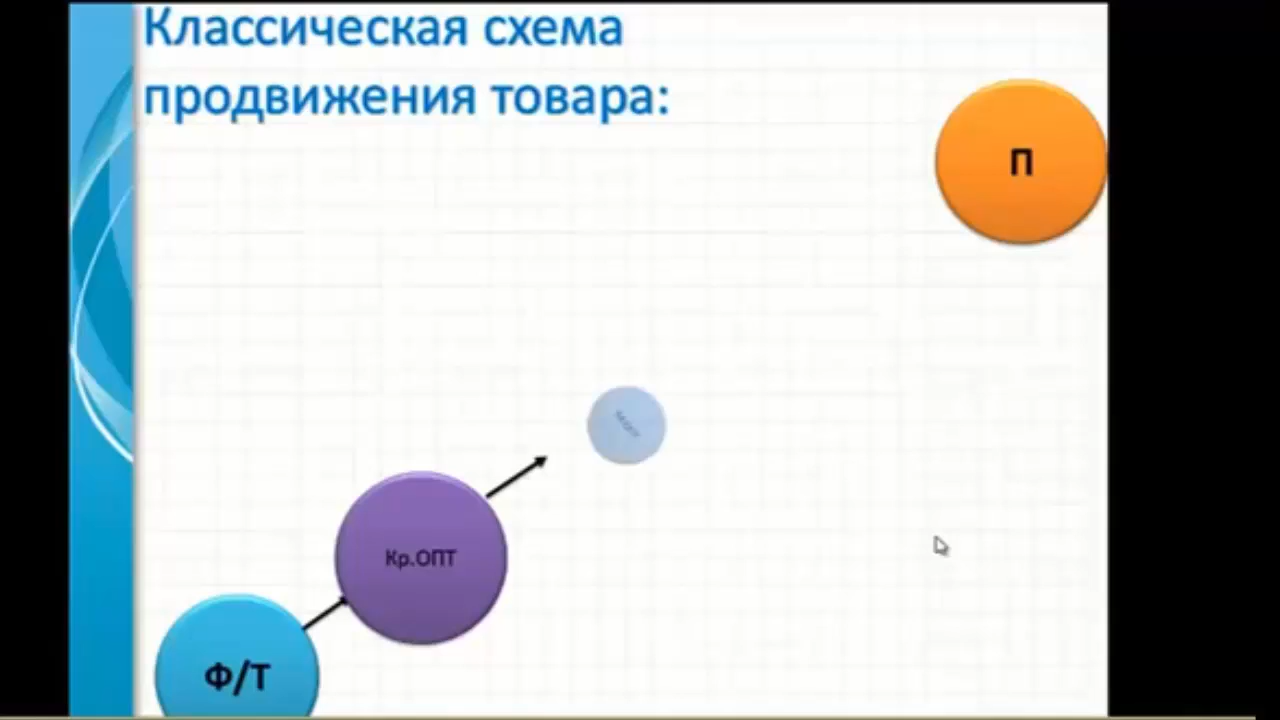 Классическая схема
продвижения товара:
П
Кр.ОПТ
Ф/Т